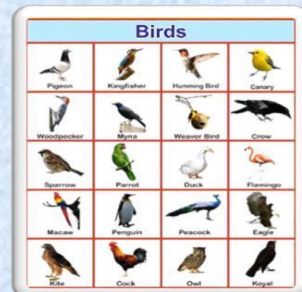 Birds
Pigeon Kingfisher Humming Bird Canary
Woodpecker Myna Weaver Bird Crow
Sparrow Parrot Duck Flamingo
Macaw Penguin Peacock Eagle
Kite Cock Owl Koyal